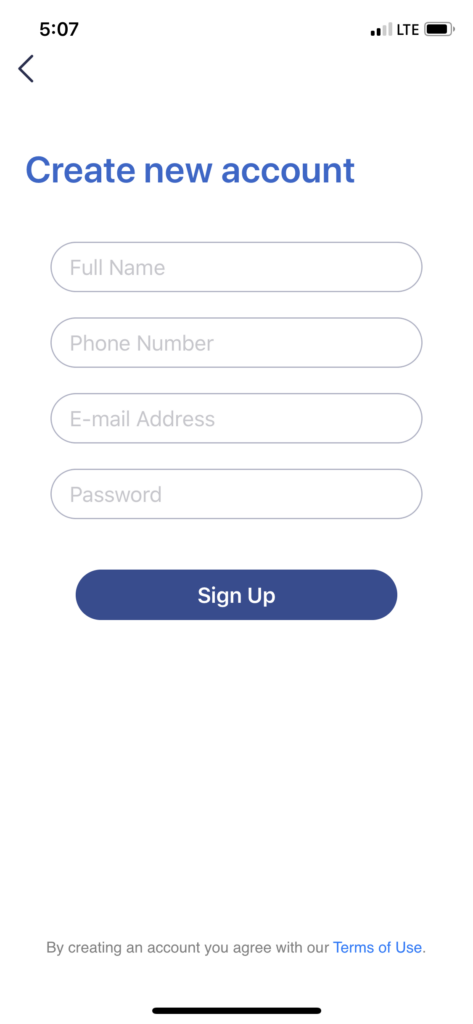 5:07 LTE
Create new account
Full Name
Phone Number
E-mail Address
Password
Sign Up
By creating an account you agree with our Terms of Use.